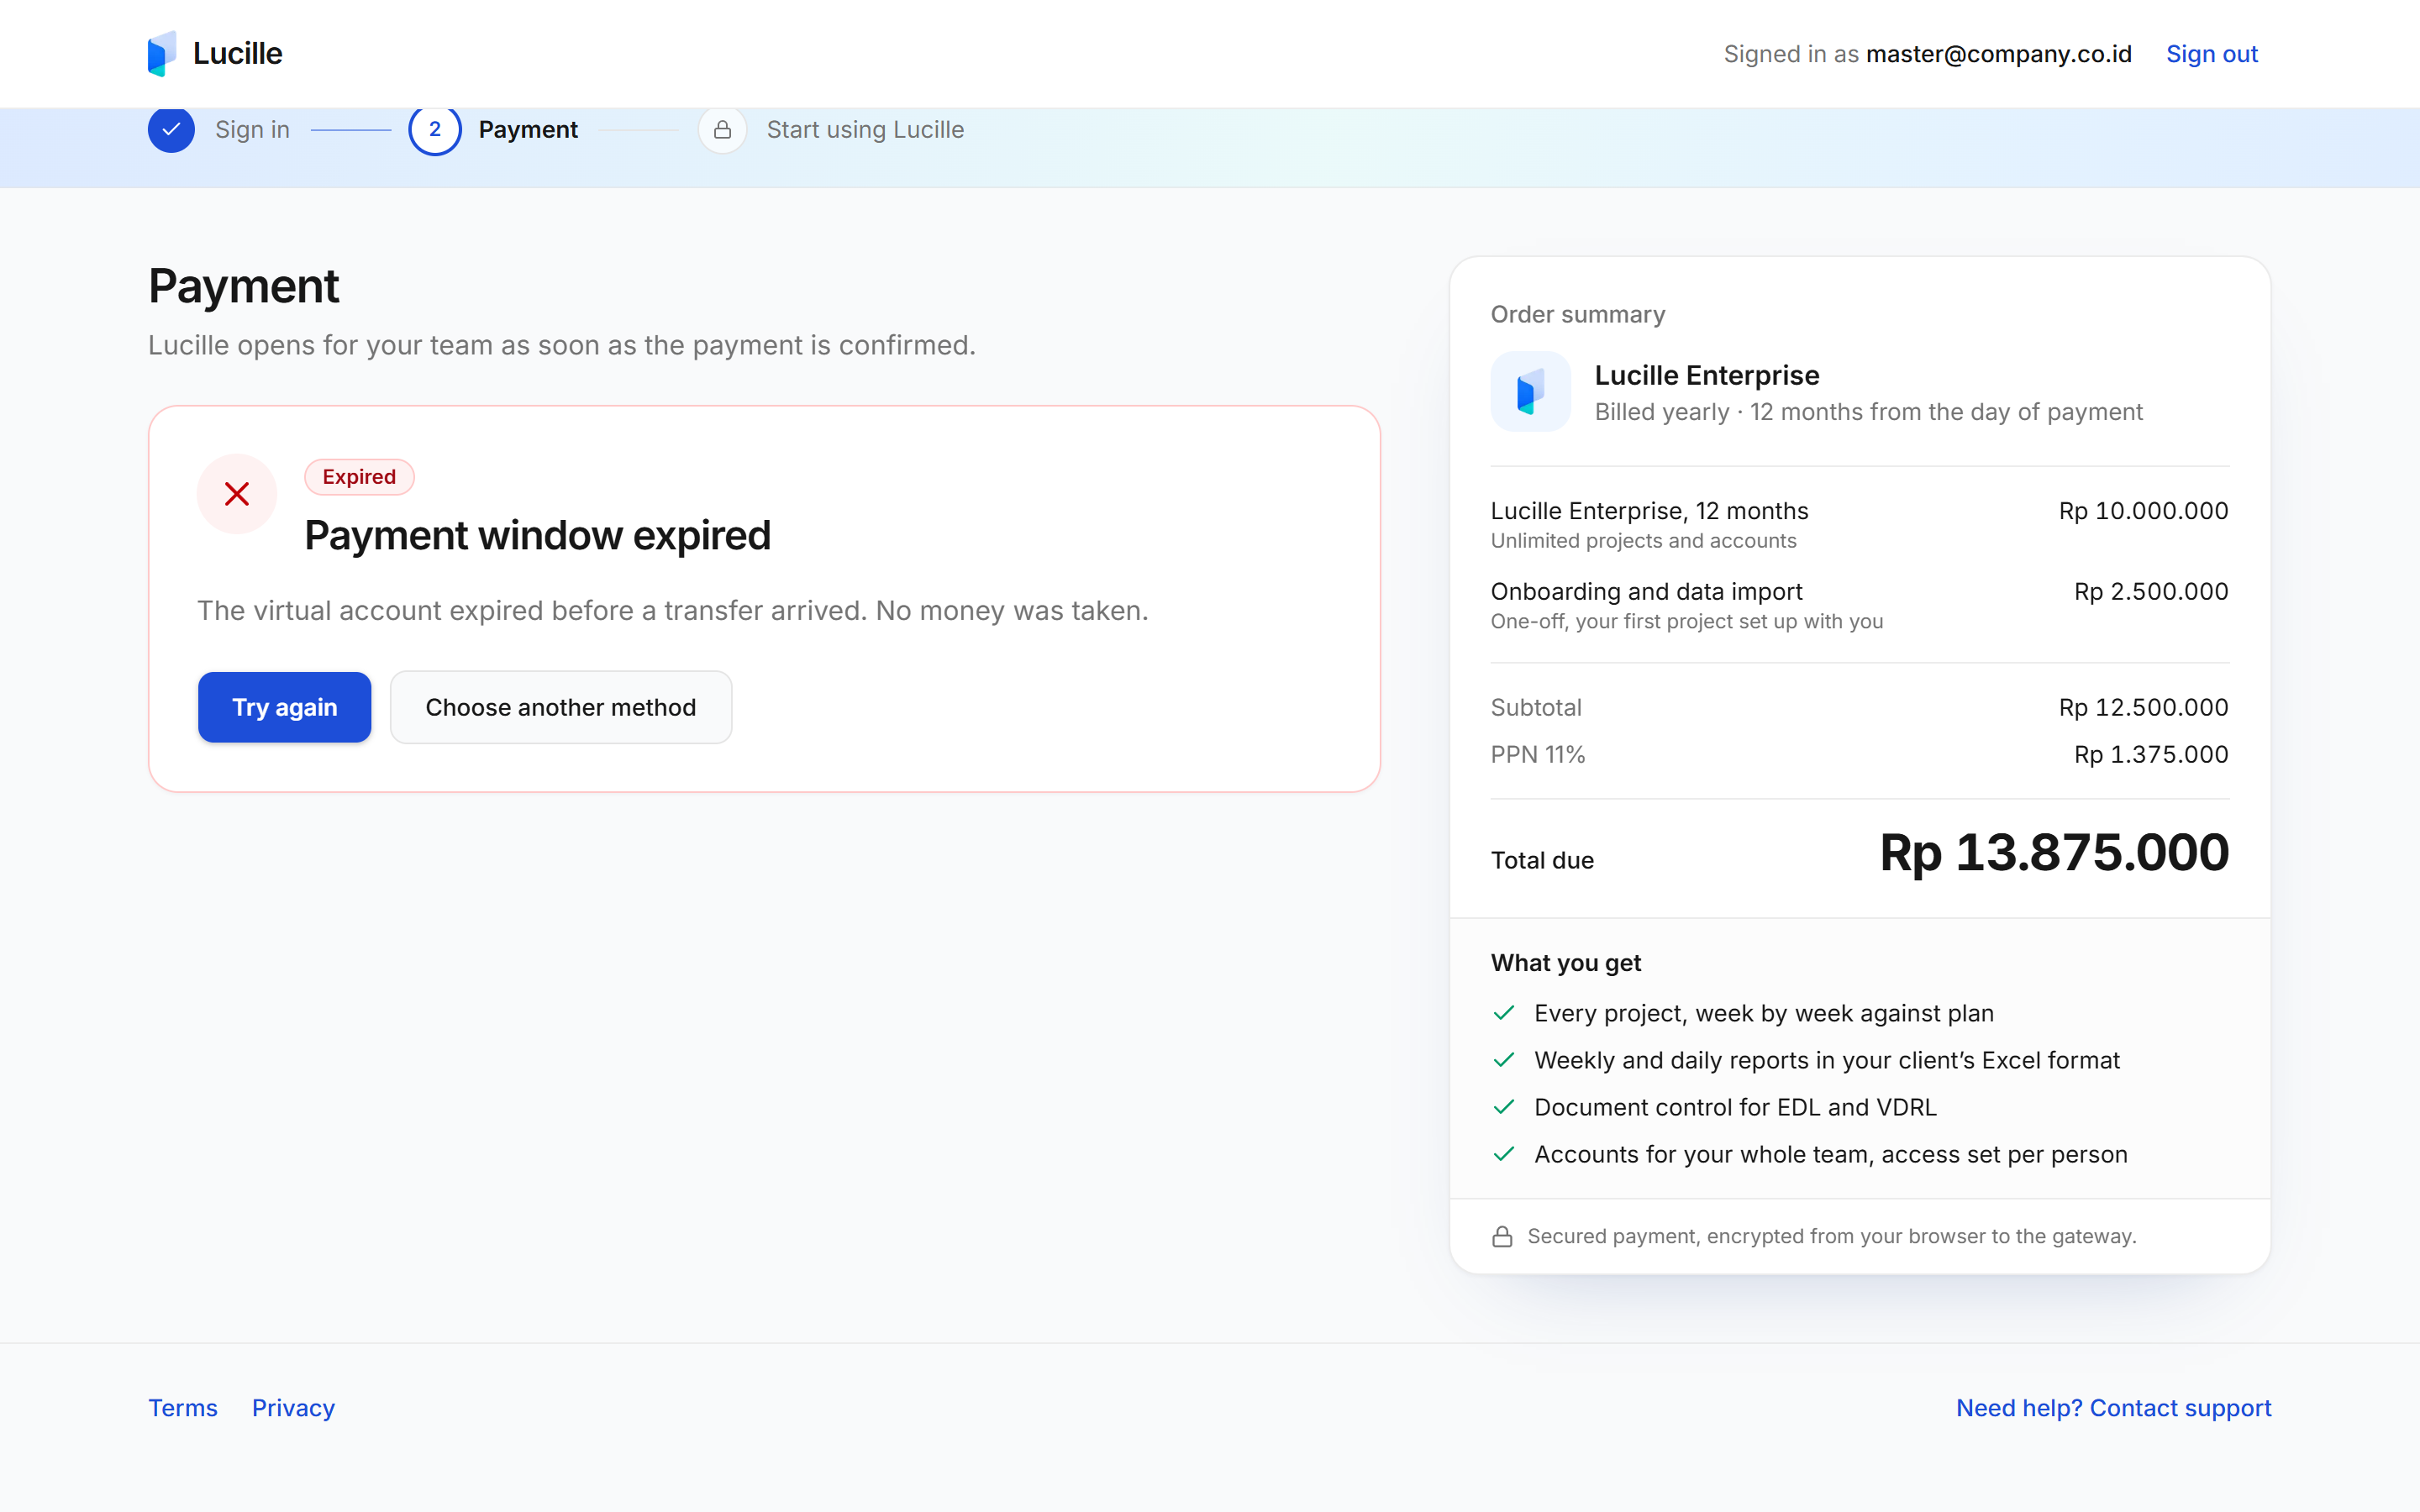 Lucille
Signed in as master@company.co.id
Sign out
Sign in
2
Payment
Start using Lucille
Payment
Lucille opens for your team as soon as the payment is confirmed.
Expired
Payment window expired
The virtual account expired before a transfer arrived. No money was taken.
Try again
Choose another method
Order summary
Lucille Enterprise
Billed yearly · 12 months from the day of payment
Lucille Enterprise, 12 months Rp 10.000.000
Unlimited projects and accounts
Onboarding and data import Rp 2.500.000
One-off, your first project set up with you
Subtotal Rp 12.500.000
PPN 11% Rp 1.375.000
Total due Rp 13.875.000
What you get
Every project, week by week against plan
Weekly and daily reports in your client’s Excel format
Document control for EDL and VDRL
Accounts for your whole team, access set per person
Secured payment, encrypted from your browser to the gateway.
Terms
Privacy
Need help? Contact support